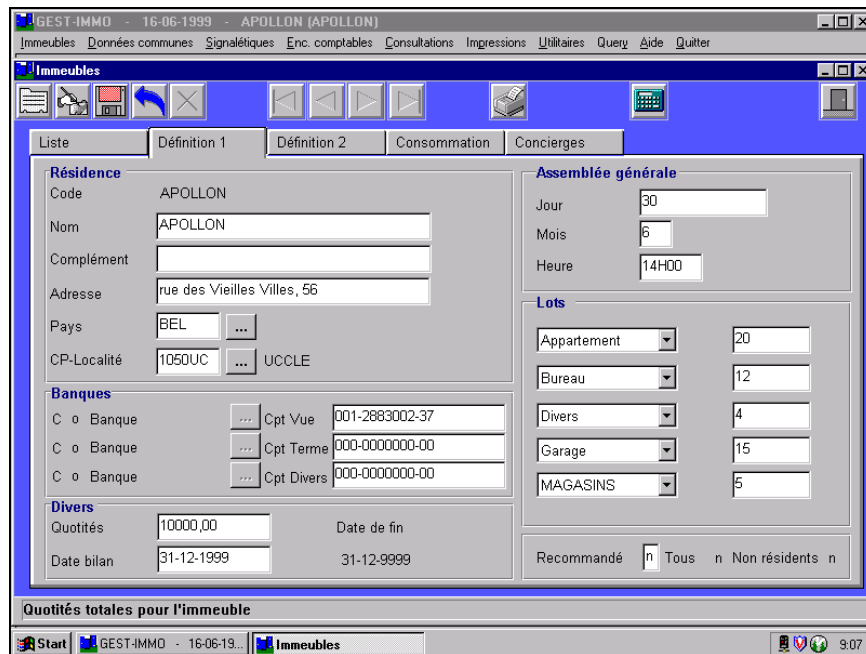 GEST-IMMO - 16-06-1999 - APOLLON (APOLLON)
Immeubles Données communes Signalétiques Enc. comptables Consultations Impressions Utilitaires Query Aide Quitter
Immeubles
Liste Définition 1 Définition 2 Consommation Concierges
Résidence
Code APOLLON
Nom APOLLON
Complément
Adresse rue des Vieilles Villes, 56
Pays BEL ...
CP-Localité 1050UC ... UCCLE
Banques
C o Banque ... Cpt Vue 001-2883002-37
C o Banque ... Cpt Terme 000-0000000-00
C o Banque ... Cpt Divers 000-0000000-00
Divers
Quotités 10000,00 Date de fin
Date bilan 31-12-1999 31-12-9999
Assemblée générale
Jour 30
Mois 6
Heure 14H00
Lots
Appartement 20
Bureau 12
Divers 4
Garage 15
MAGASINS 5
Recommandé n Tous n Non résidents n
Quotités totales pour l'immeuble
Start GEST-IMMO - 16-06-19... Immeubles 9:07